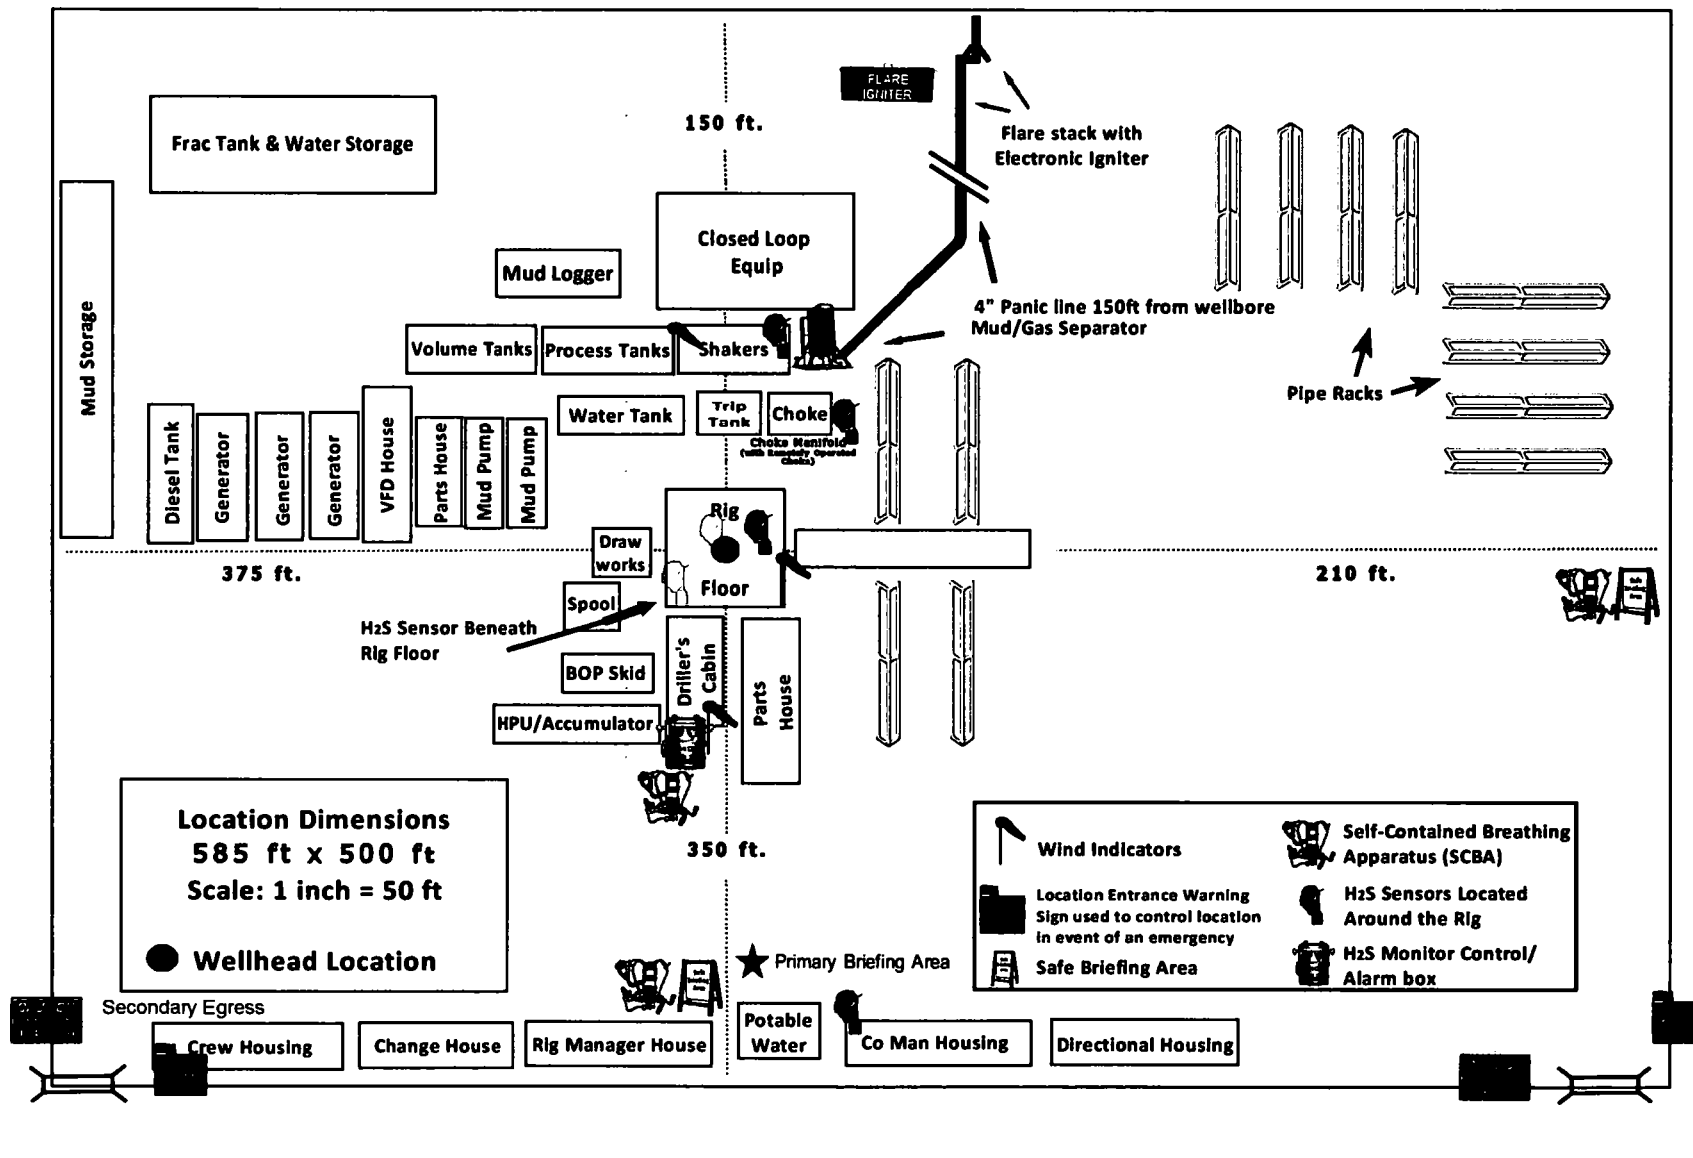 FLARE
IGNITER
150 ft.
Flare stack with
Electronic Igniter
Frac Tank & Water Storage
Closed Loop
Equip
Mud Logger
4" Panic line 150ft from wellbore
Mud/Gas Separator
Mud Storage
Volume Tanks
Process Tanks
Shakers
Pipe Racks
Water Tank
Trip
Tank
Choke
Choke Manifold
(with Remotely Operated
Choke)
Diesel Tank
Generator
Generator
Generator
VFD House
Parts House
Mud Pump
Mud Pump
Rig
Floor
Draw
works
375 ft.
210 ft.
Spool
H2S Sensor Beneath
Rig Floor
BOP Skid
Driller's
Cabin
Parts
House
HPU/Accumulator
350 ft.
Location Dimensions
585 ft x 500 ft
Scale: 1 inch = 50 ft
Wellhead Location
Wind Indicators
Location Entrance Warning
Sign used to control location
in event of an emergency
Safe Briefing Area
Self-Contained Breathing
Apparatus (SCBA)
H2S Sensors Located
Around the Rig
H2S Monitor Control/
Alarm box
Primary Briefing Area
Secondary Egress
Crew Housing
Change House
Rig Manager House
Potable
Water
Co Man Housing
Directional Housing